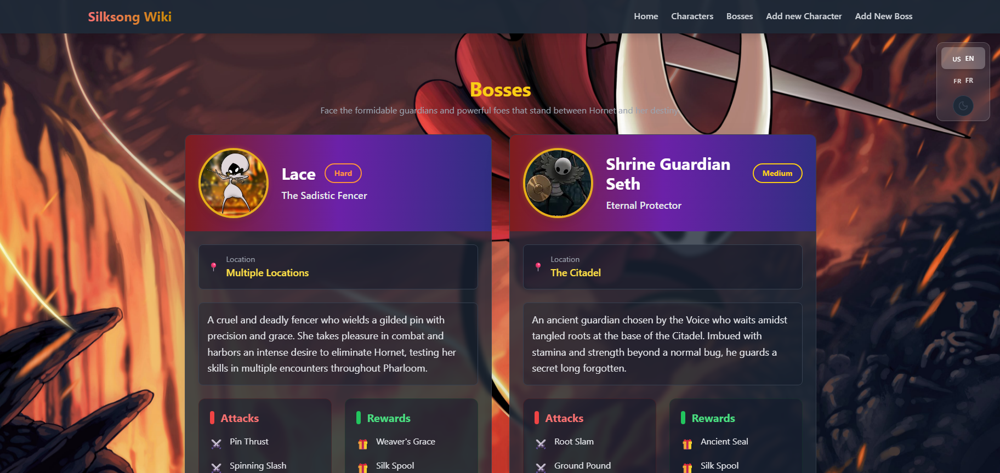 Silksong Wiki
Home Characters Bosses Add new Character Add New Boss
US EN
FR FR
Bosses
Face the formidable guardians and powerful foes that stand between Hornet and her destiny
Lace Hard
The Sadistic Fencer
Location
Multiple Locations
A cruel and deadly fencer who wields a gilded pin with
precision and grace. She takes pleasure in combat and
harbors an intense desire to eliminate Hornet, testing her
skills in multiple encounters throughout Pharloom.
Attacks
Pin Thrust
Spinning Slash
Rewards
Weaver's Grace
Silk Spool
Shrine Guardian
Seth
Medium
Eternal Protector
Location
The Citadel
An ancient guardian chosen by the Voice who waits amidst
tangled roots at the base of the Citadel. Imbued with
stamina and strength beyond a normal bug, he guards a
secret long forgotten.
Attacks
Root Slam
Ground Pound
Rewards
Ancient Seal
Silk Spool